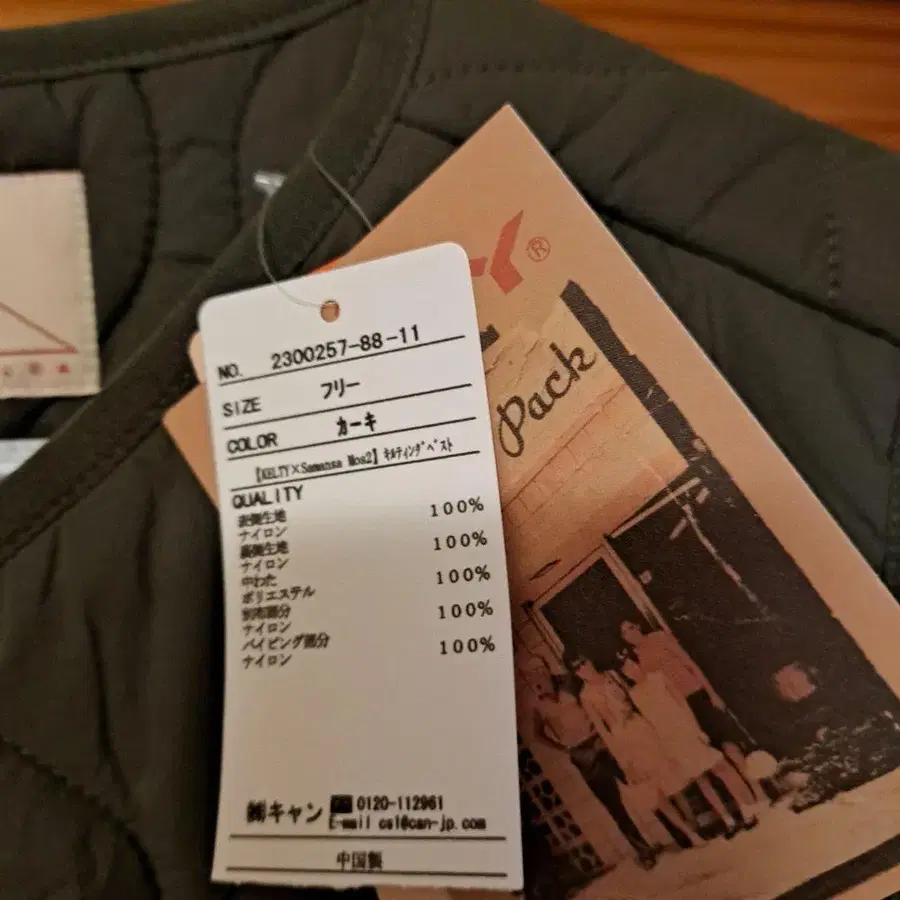 NO. 2300257-88-11
SIZE フリー
COLOR カーキ
【KELTY×Samansa Mos2】ｷﾙﾃｨﾝｸﾞﾍﾞｽﾄ
QUALITY
表側生地 100%
ナイロン
裏側生地 100%
ナイロン
中わた 100%
ポリエステル
別布部分 100%
ナイロン
パイピング部分 100%
ナイロン
㈱キャン 0120-112961
E-mail cs1@can-jp.com
中国製
Y®
Pack